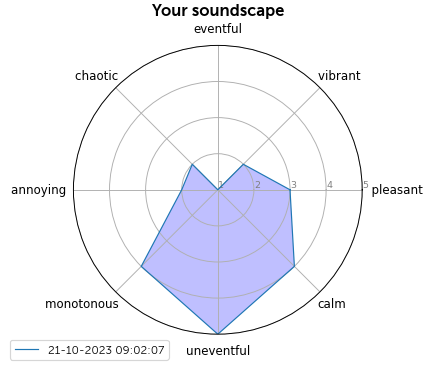 Your soundscape
eventful
chaotic
vibrant
annoying
1 2 3 4 5
pleasant
monotonous
calm
uneventful
21-10-2023 09:02:07